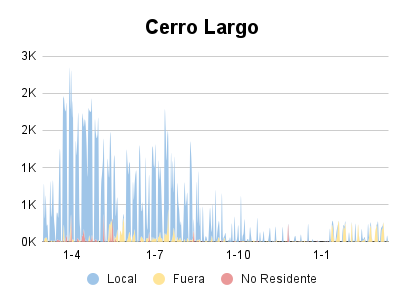 Cerro Largo
3K
2K
2K
1K
1K
0K
1-4 1-7 1-10 1-1
Local Fuera No Residente